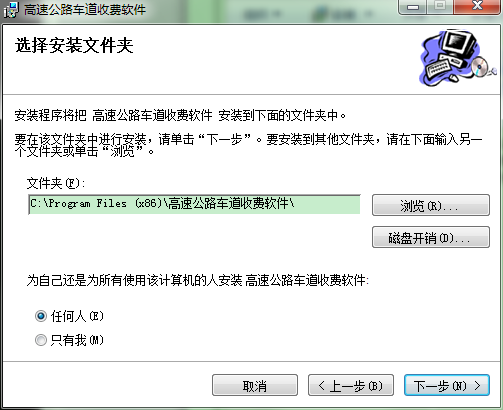 高速公路车道收费软件
选择安装文件夹
安装程序将把 高速公路车道收费软件 安装到下面的文件夹中。
要在该文件夹中进行安装，请单击“下一步”。要安装到其他文件夹，请在下面输入另一
个文件夹或单击“浏览”。
文件夹(F):
C:\Program Files (x86)\高速公路车道收费软件\
浏览(R)...
磁盘开销(D)...
为自己还是为所有使用该计算机的人安装 高速公路车道收费软件:
任何人(E)
只有我(M)
取消
< 上一步(B)
下一步(N) >